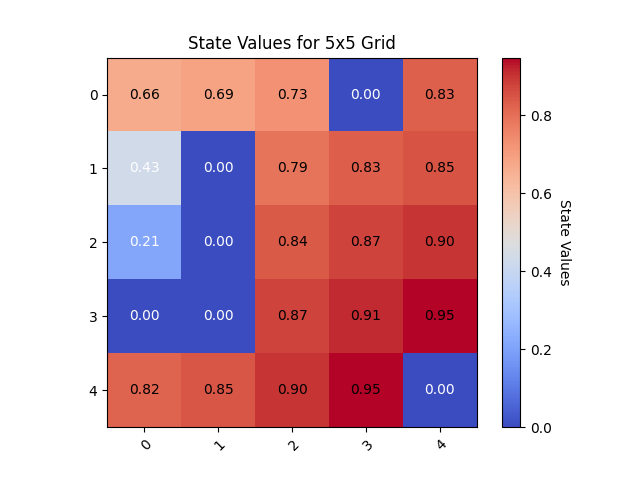 State Values for 5x5 Grid
0 0.66 0.69 0.73 0.00 0.83
1 0.43 0.00 0.79 0.83 0.85
2 0.21 0.00 0.84 0.87 0.90
3 0.00 0.00 0.87 0.91 0.95
4 0.82 0.85 0.90 0.95 0.00
0 1 2 3 4
0.8
0.6
0.4
0.2
0.0
State Values